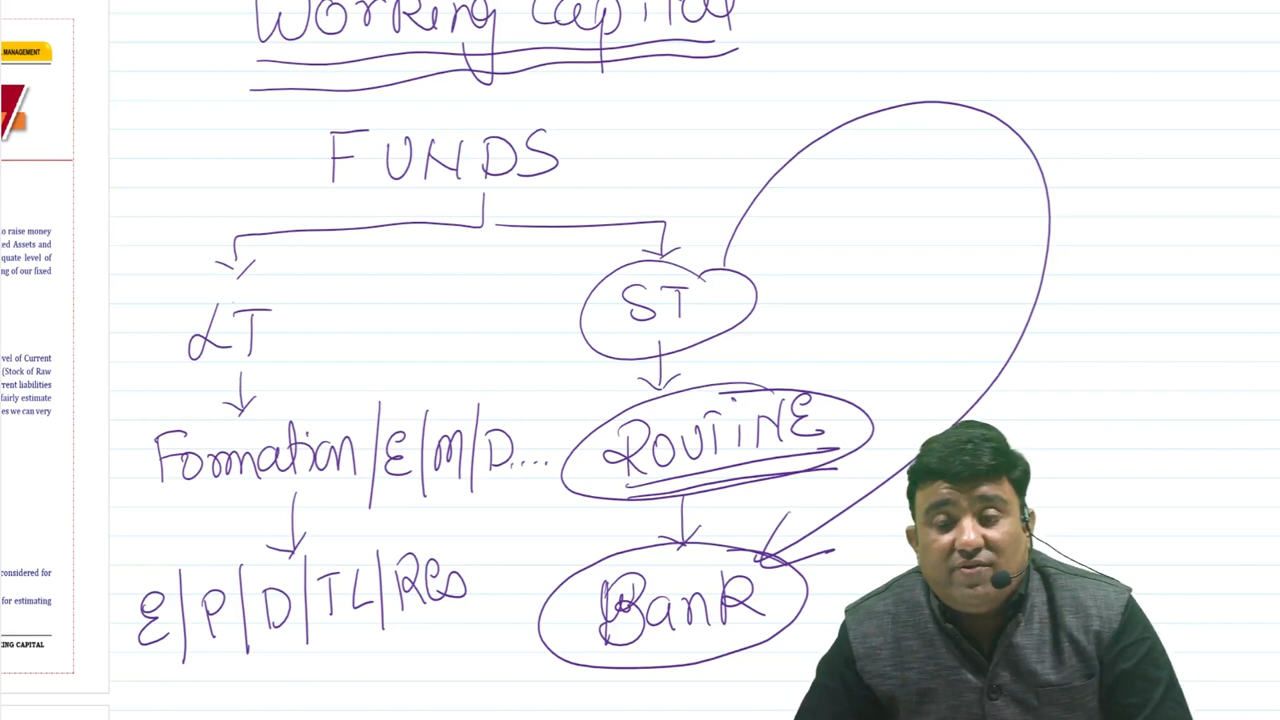 Working Capital
FUNDS
LT
ST
Formation / E / M / D....
ROUTINE
E / P / D / TL / Res
Bank
MANAGEMENT
o raise money
ed Assets and
quate level of
ng of our fixed
vel of Current
(Stock of Raw
rent liabilities
fairly estimate
es we can very
considered for
for estimating
ING CAPITAL